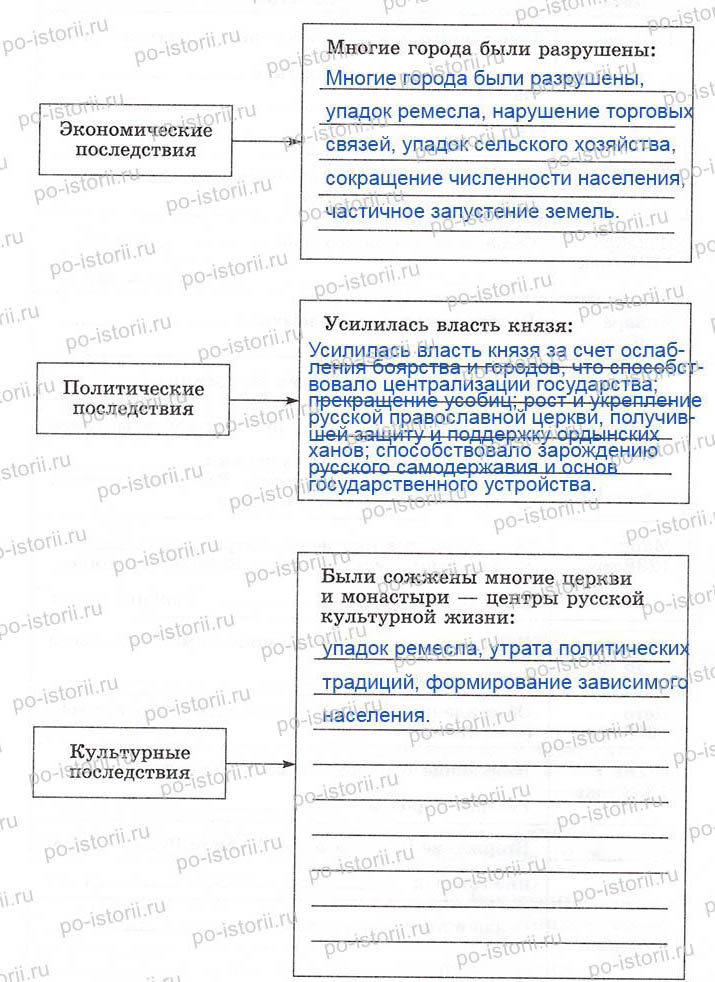 Экономические
последствия
Многие города были разрушены:
Многие города были разрушены,
упадок ремесла, нарушение торговых
связей, упадок сельского хозяйства,
сокращение численности населения,
частичное запустение земель.
Политические
последствия
Усилилась власть князя:
Усилилась власть князя за счет ослаб-
ления боярства и городов, что способст-
вовало централизации государства;
прекращение усобиц; рост и укрепление
русской православной церкви, получив-
шей защиту и поддержку ордынских
ханов; способствовало зарождению
русского самодержавия и основ
государственного устройства.
Культурные
последствия
Были сожжены многие церкви
и монастыри — центры русской
культурной жизни:
упадок ремесла, утрата политических
традиций, формирование зависимого
населения.
po-istorii.ru